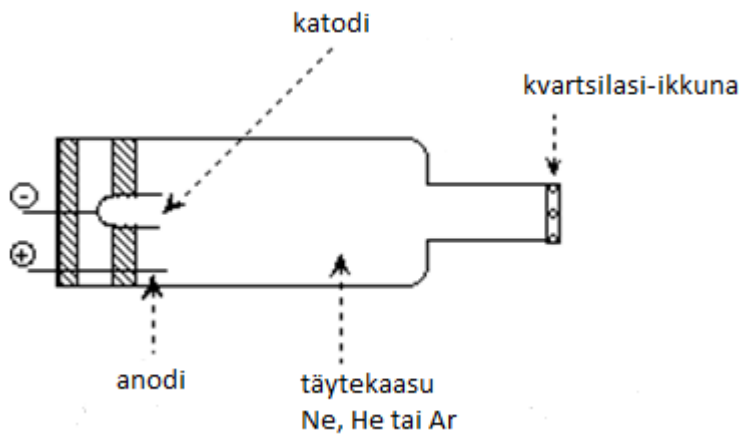 katodi
kvartsilasi-ikkuna
-
+
anodi
täytekaasu
Ne, He tai Ar